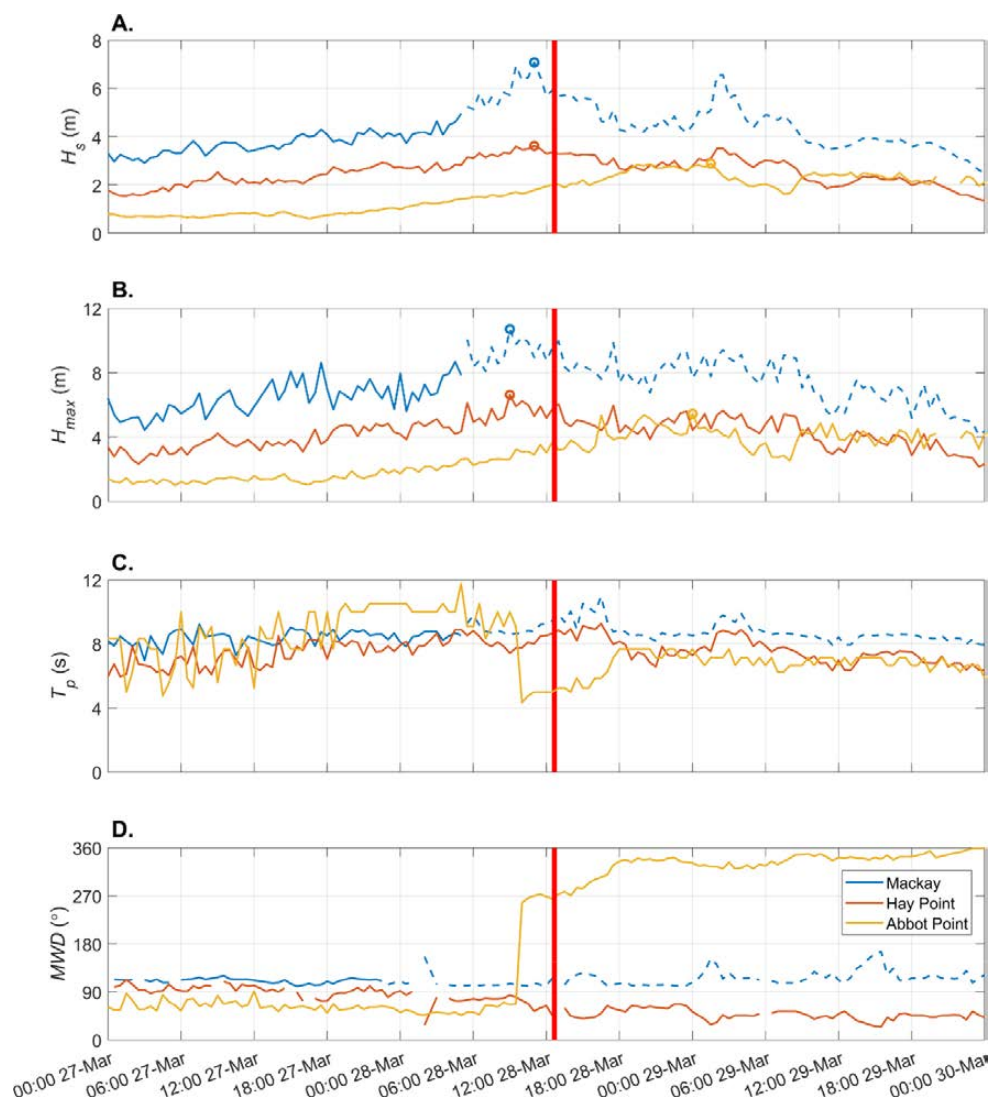 A.
8
6
4
2
0
Hs (m)
B.
12
8
4
0
Hmax (m)
C.
12
8
4
0
Tp (s)
D.
360
270
180
90
0
MWD (°)
Mackay
Hay Point
Abbot Point
00:00 27-Mar
06:00 27-Mar
12:00 27-Mar
18:00 27-Mar
00:00 28-Mar
06:00 28-Mar
12:00 28-Mar
18:00 28-Mar
00:00 29-Mar
06:00 29-Mar
12:00 29-Mar
18:00 29-Mar
00:00 30-Mar